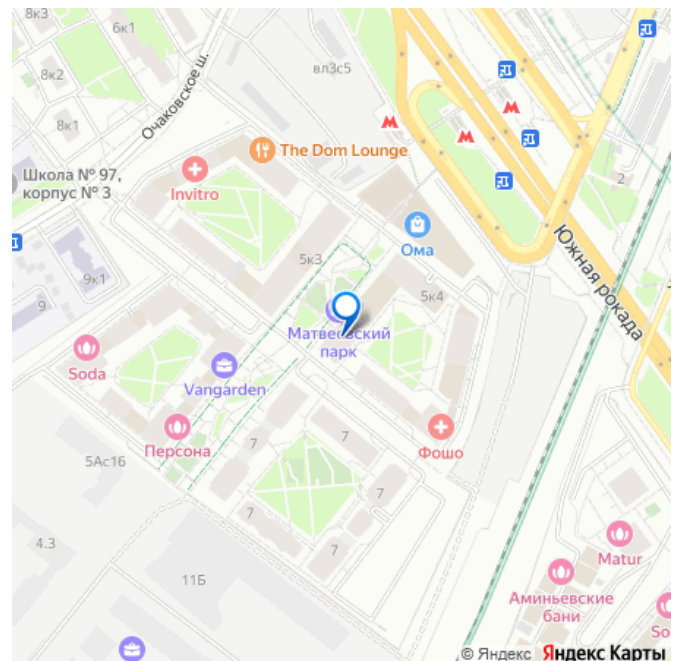 8к3
6к1
8к2
8к1
Очаковское ш.
вл3с5
М
М
М
The Dom Lounge
Школа № 97,
корпус № 3
Invitro
2
Ома
Южная рокада
5к3
5к4
9к1
9
Матвеевский
парк
Soda
Vangarden
Персона
7
7
Фошо
5Ас16
7
7
7
4.3
11Б
Matur
Аминьевские
бани
So
© Яндекс Яндекс Карты